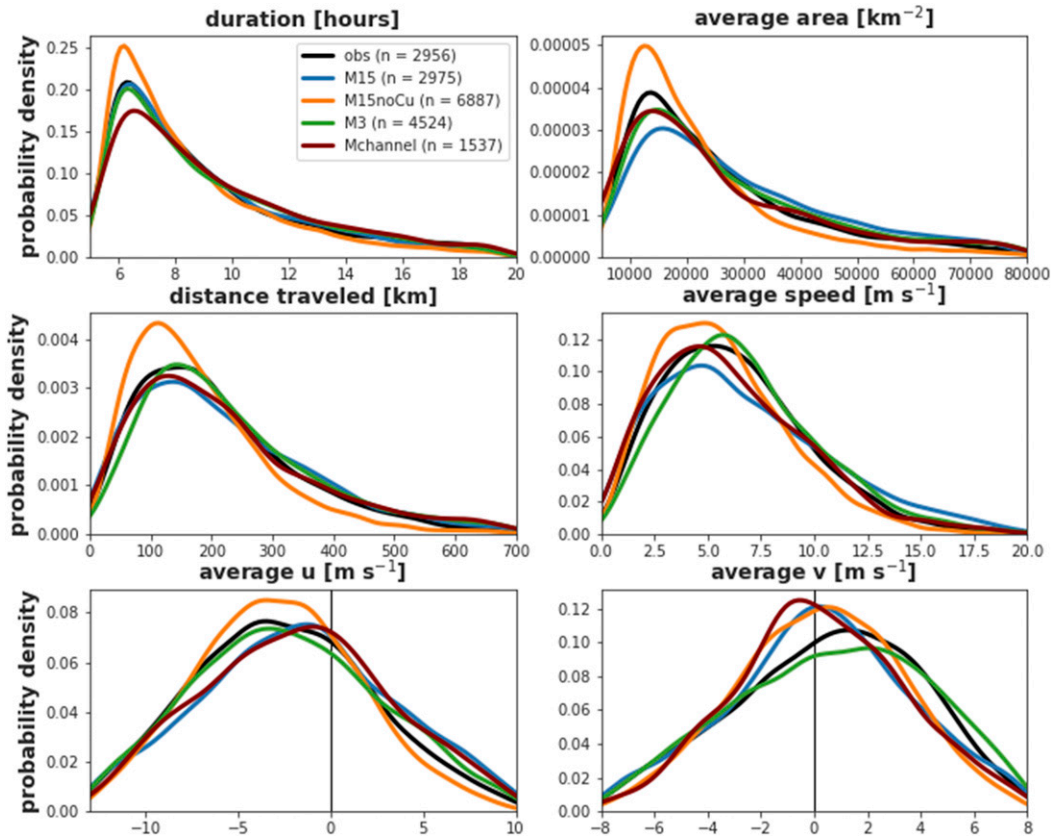 duration [hours]
average area [km⁻²]
probability density
0.25
0.20
0.15
0.10
0.05
0.00
obs (n = 2956)
M15 (n = 2975)
M15noCu (n = 6887)
M3 (n = 4524)
Mchannel (n = 1537)
6 8 10 12 14 16 18 20
0.00005
0.00004
0.00003
0.00002
0.00001
0.00000
10000 20000 30000 40000 50000 60000 70000 80000
distance traveled [km]
average speed [m s⁻¹]
probability density
0.004
0.003
0.002
0.001
0.000
0 100 200 300 400 500 600 700
0.12
0.10
0.08
0.06
0.04
0.02
0.00
0.0 2.5 5.0 7.5 10.0 12.5 15.0 17.5 20.0
average u [m s⁻¹]
average v [m s⁻¹]
probability density
0.08
0.06
0.04
0.02
0.00
−10 −5 0 5 10
0.12
0.10
0.08
0.06
0.04
0.02
0.00
−8 −6 −4 −2 0 2 4 6 8